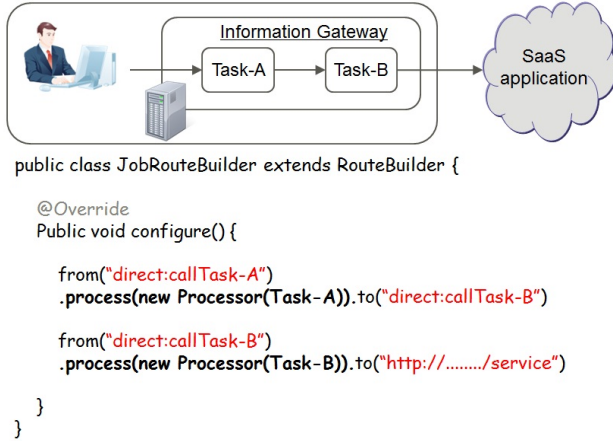 Information Gateway
Task-A
Task-B
SaaS
application
public class JobRouteBuilder extends RouteBuilder {
@Override
Public void configure() {
from(“direct:callTask-A”)
.process(new Processor(Task-A)).to(“direct:callTask-B”)
from(“direct:callTask-B”)
.process(new Processor(Task-B)).to(“http://......../service”)
}
}